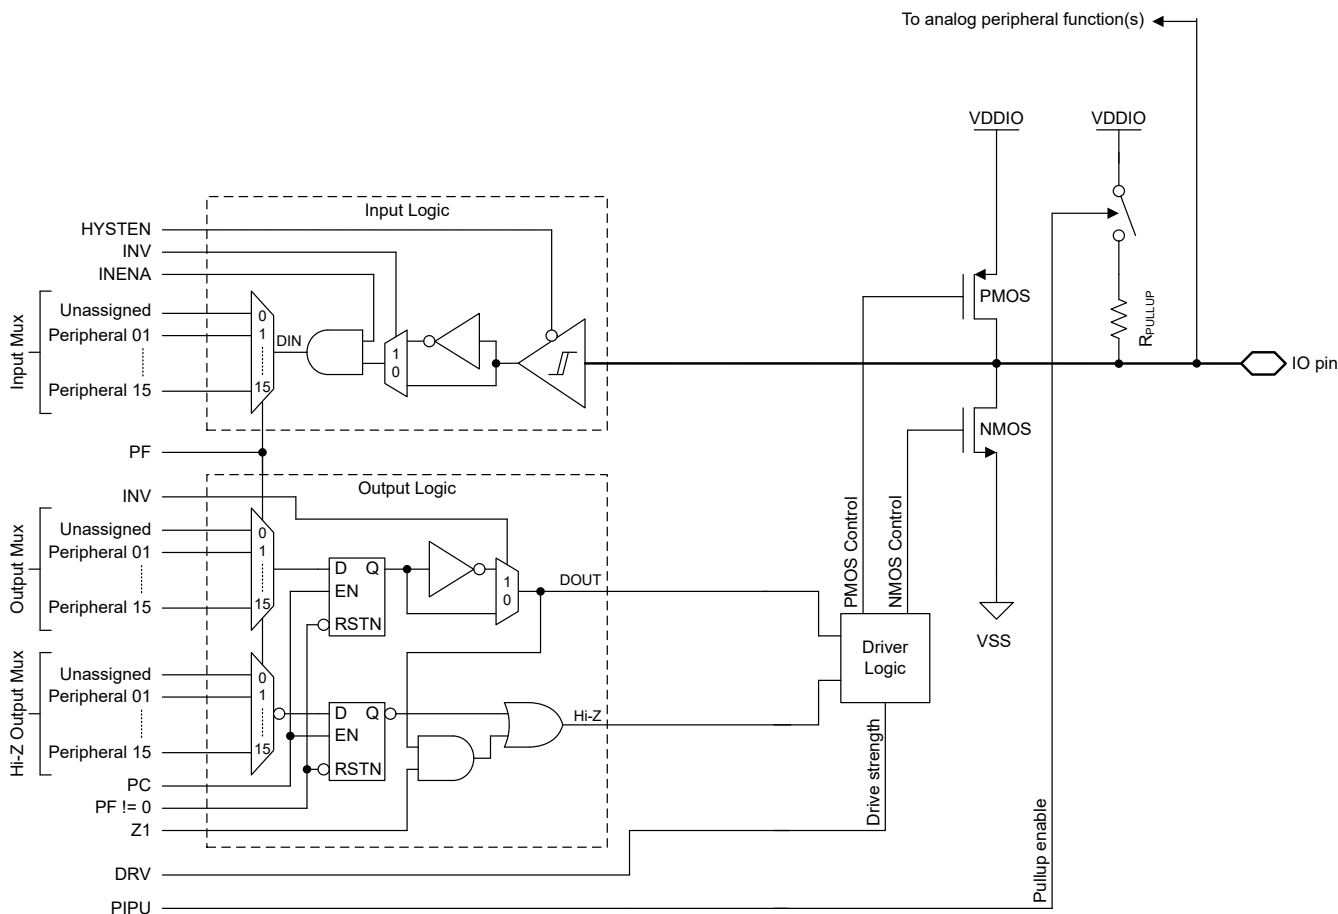 To analog peripheral function(s)
VDDIO
VDDIO
Input Logic
HYSTEN
INV
INENA
Input Mux
Unassigned
Peripheral 01
Peripheral 15
0
1
15
DIN
1
0
PMOS
RPULLUP
IO pin
NMOS
PF
Output Logic
INV
Output Mux
Unassigned
Peripheral 01
Peripheral 15
0
1
15
D
Q
EN
RSTN
1
0
DOUT
PMOS Control
NMOS Control
VSS
Driver
Logic
Hi-Z Output Mux
Unassigned
Peripheral 01
Peripheral 15
0
1
15
D
Q
EN
RSTN
Hi-Z
PC
PF != 0
Z1
Drive strength
DRV
Pullup enable
PIPU